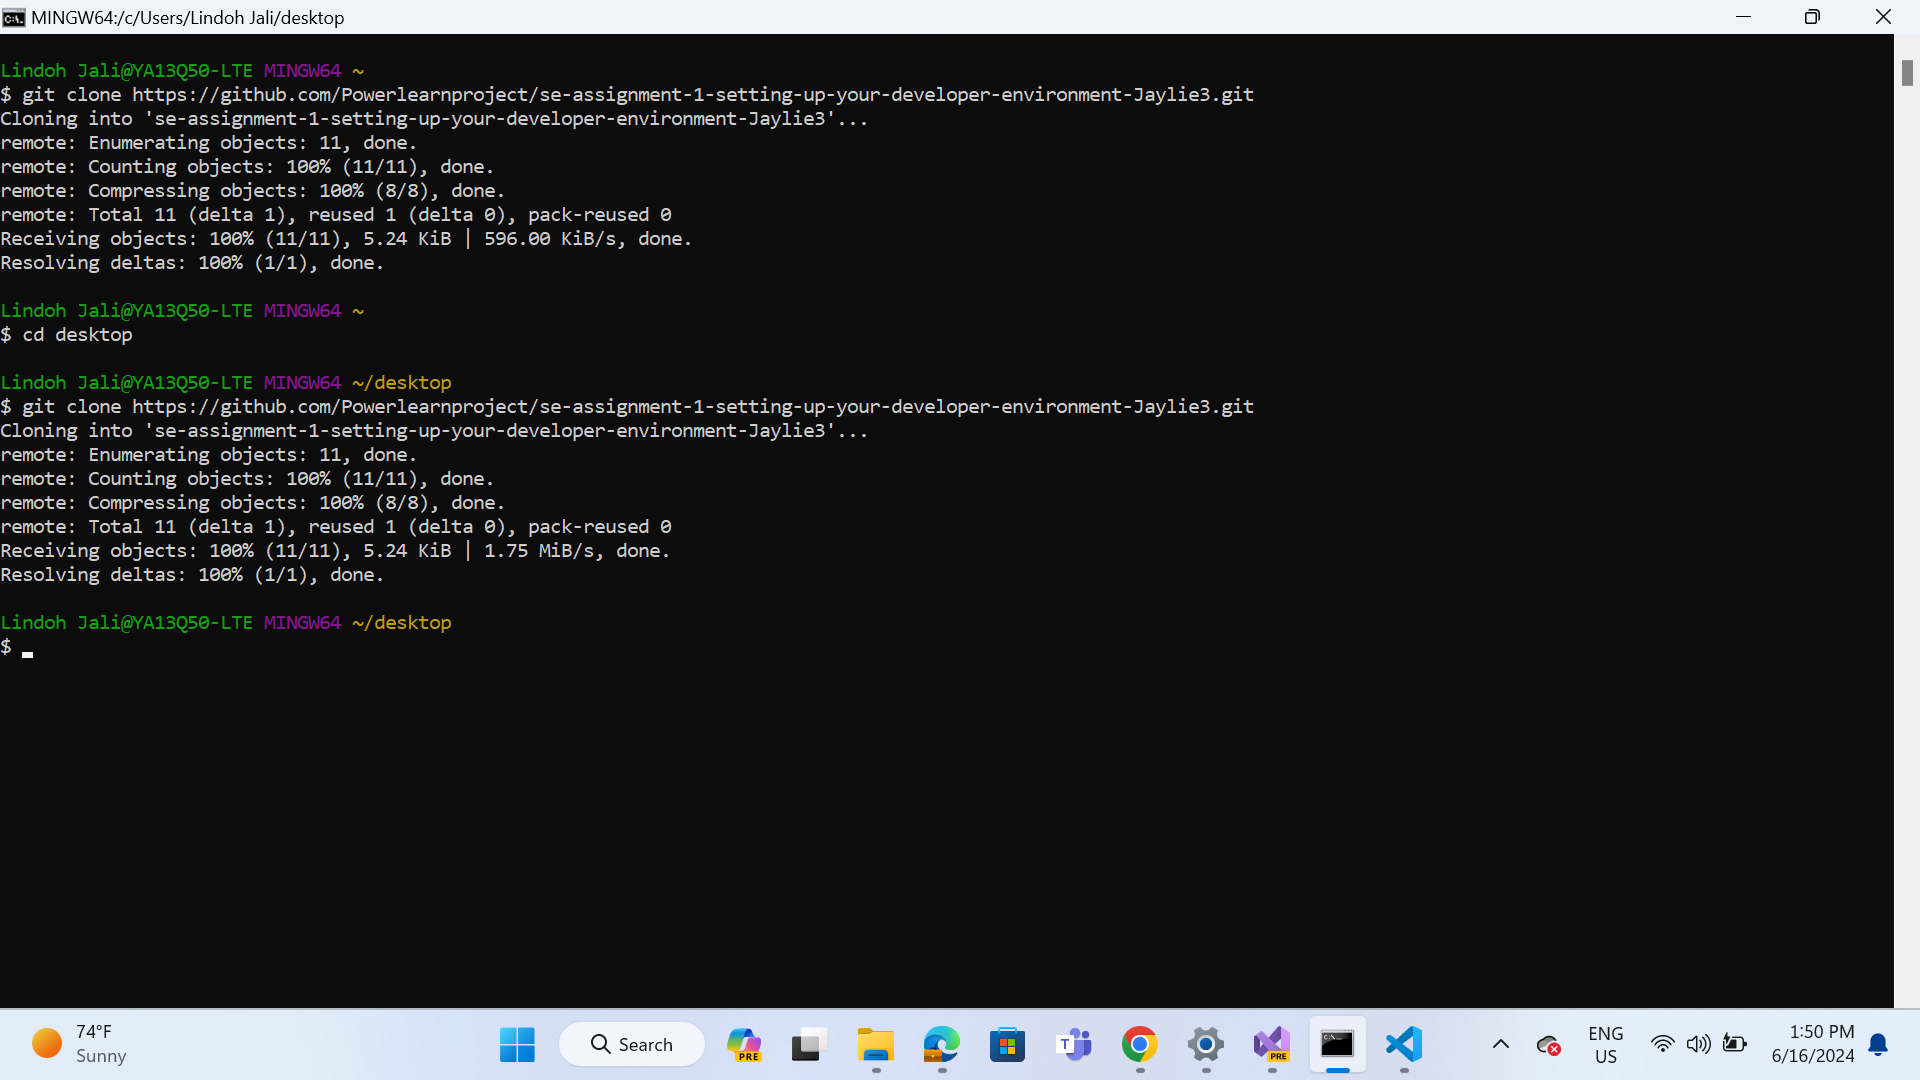 MINGW64:/c/Users/Lindoh Jali/desktop
Lindoh Jali@YA13Q50-LTE MINGW64 ~
$ git clone https://github.com/Powerlearnproject/se-assignment-1-setting-up-your-developer-environment-Jaylie3.git
Cloning into 'se-assignment-1-setting-up-your-developer-environment-Jaylie3'...
remote: Enumerating objects: 11, done.
remote: Counting objects: 100% (11/11), done.
remote: Compressing objects: 100% (8/8), done.
remote: Total 11 (delta 1), reused 1 (delta 0), pack-reused 0
Receiving objects: 100% (11/11), 5.24 KiB | 596.00 KiB/s, done.
Resolving deltas: 100% (1/1), done.
Lindoh Jali@YA13Q50-LTE MINGW64 ~
$ cd desktop
Lindoh Jali@YA13Q50-LTE MINGW64 ~/desktop
$ git clone https://github.com/Powerlearnproject/se-assignment-1-setting-up-your-developer-environment-Jaylie3.git
Cloning into 'se-assignment-1-setting-up-your-developer-environment-Jaylie3'...
remote: Enumerating objects: 11, done.
remote: Counting objects: 100% (11/11), done.
remote: Compressing objects: 100% (8/8), done.
remote: Total 11 (delta 1), reused 1 (delta 0), pack-reused 0
Receiving objects: 100% (11/11), 5.24 KiB | 1.75 MiB/s, done.
Resolving deltas: 100% (1/1), done.
Lindoh Jali@YA13Q50-LTE MINGW64 ~/desktop
$
74°F
Sunny
Search
PRE
T
PRE
ENG
US
1:50 PM
6/16/2024